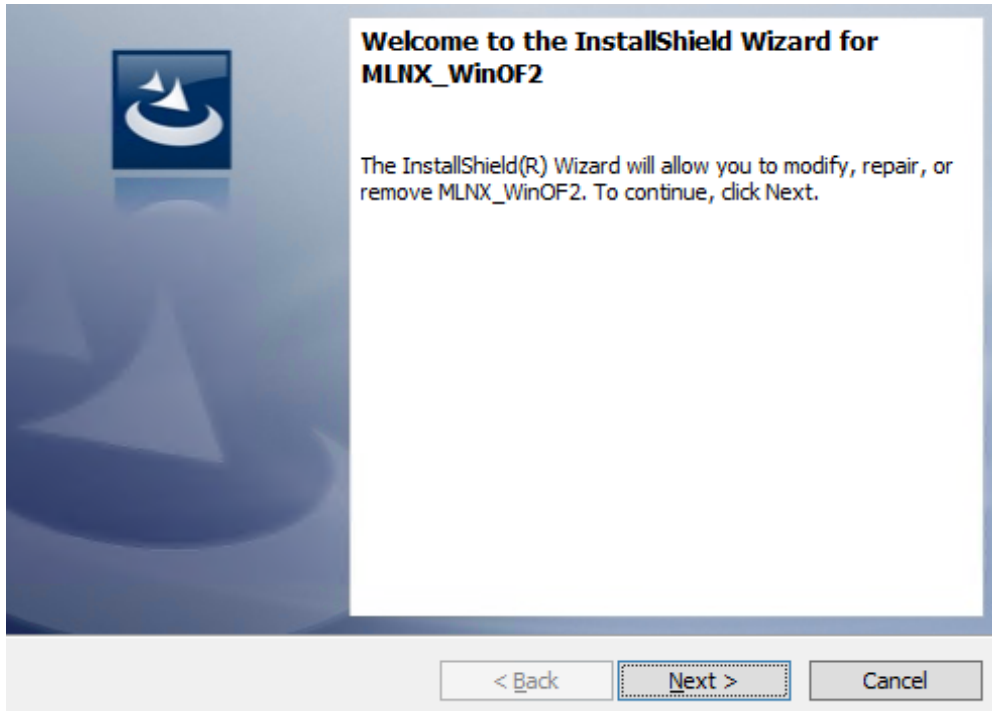 Welcome to the InstallShield Wizard for
MLNX_WinOF2
The InstallShield(R) Wizard will allow you to modify, repair, or
remove MLNX_WinOF2. To continue, click Next.
< Back
Next >
Cancel